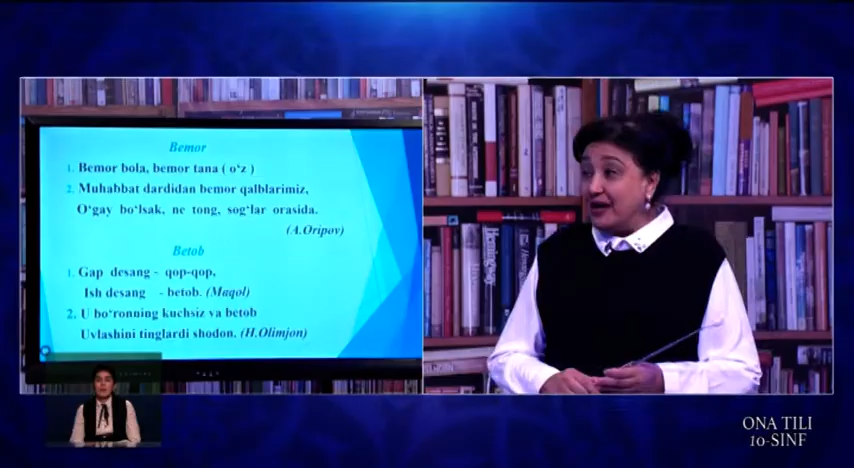 Bemor
1. Bemor bola, bemor tana ( o‘z )
2. Muhabbat dardidan bemor qalblarimiz,
O‘gay bo‘lsak, ne tong, sog‘lar orasida.
(A.Oripov)
Betob
1. Gap desang - qop-qop,
Ish desang - betob. (Maqol)
2. U bo‘ronning kuchsiz va betob
Uvlashini tinglardi shodon. (H.Olimjon)
Hemingway
ONA TILI
10-SINF